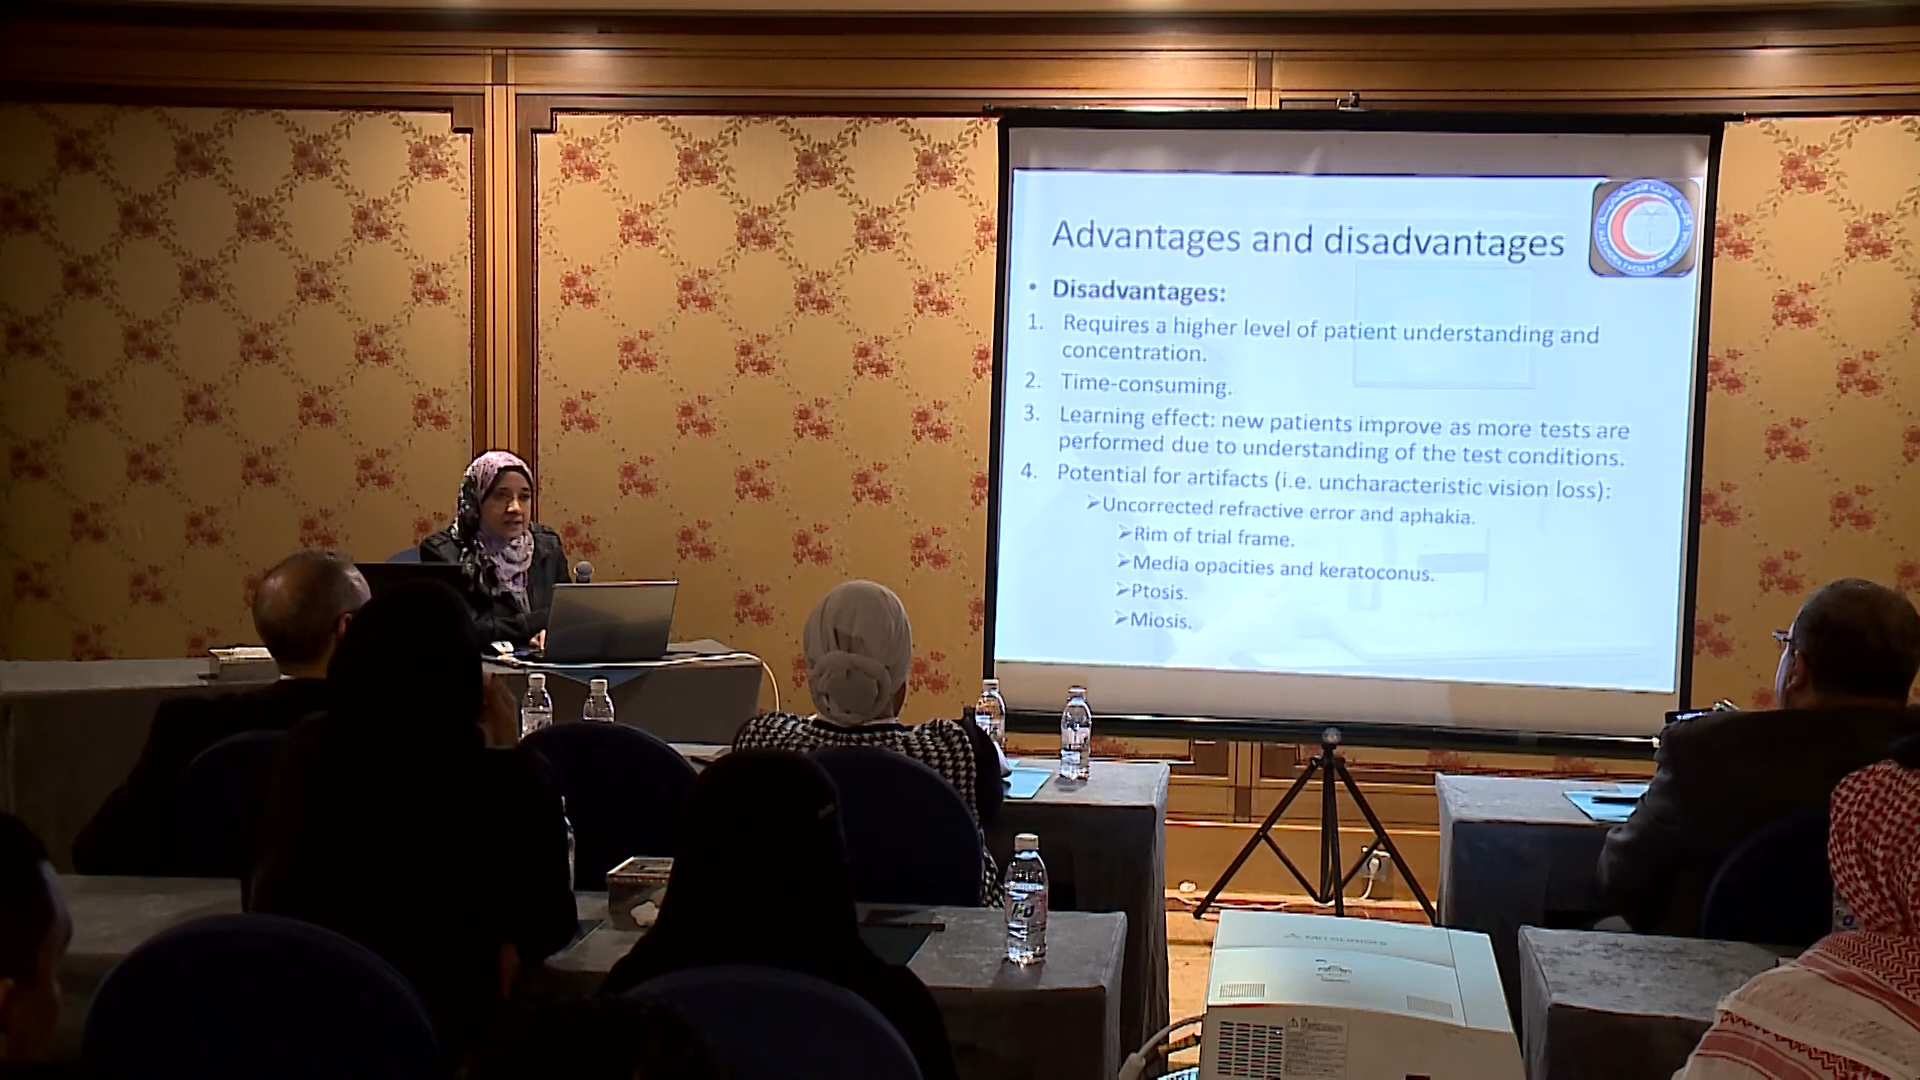 Advantages and disadvantages
• Disadvantages:
1. Requires a higher level of patient understanding and
concentration.
2. Time-consuming.
3. Learning effect: new patients improve as more tests are
performed due to understanding of the test conditions.
4. Potential for artifacts (i.e. uncharacteristic vision loss):
➢Uncorrected refractive error and aphakia.
➢Rim of trial frame.
➢Media opacities and keratoconus.
➢Ptosis.
➢Miosis.
MITSUBISHI